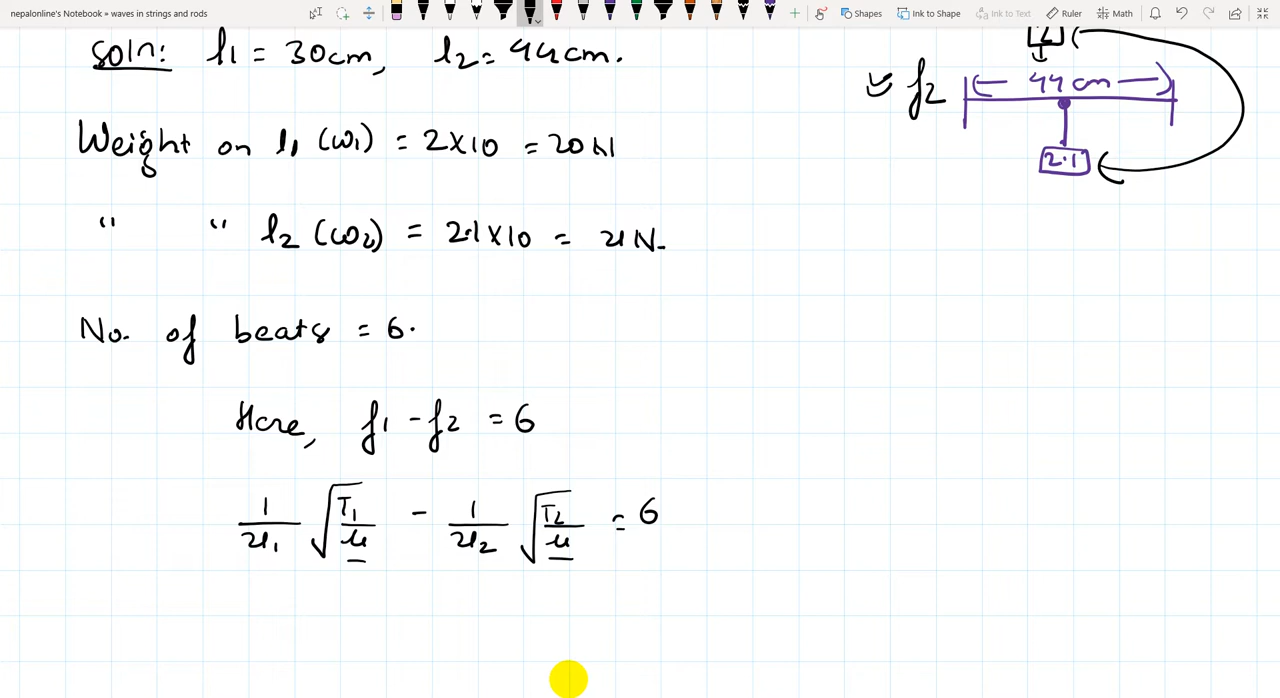 nepalonline's Notebook » waves in strings and rods
Shapes Ink to Shape Ink to Text Ruler Math
Soln: l1 = 30cm, l2 = 44cm.
2
f2 44 cm
2.1
Weight on l1 (ω1) = 2×10 = 20N
" " l2 (ω2) = 2.1×10 = 21N.
No. of beats = 6.
Here, f1 - f2 = 6
1/2l1 √T1/μ - 1/2l2 √T2/μ = 6